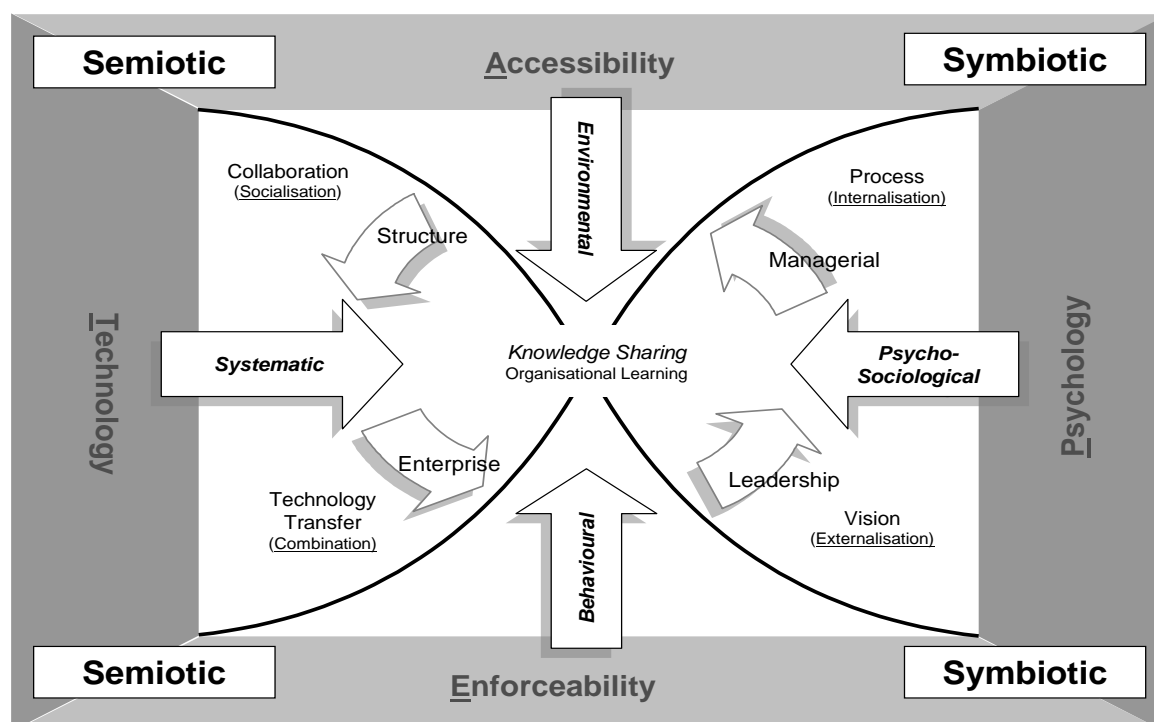 Semiotic
Accessibility
Symbiotic
Environmental
Collaboration
(Socialisation)
Process
(Internalisation)
Structure
Managerial
Technology
Systematic
Knowledge Sharing
Organisational Learning
Psycho-
Sociological
Psychology
Enterprise
Leadership
Technology
Transfer
(Combination)
Vision
(Externalisation)
Behavioural
Semiotic
Enforceability
Symbiotic